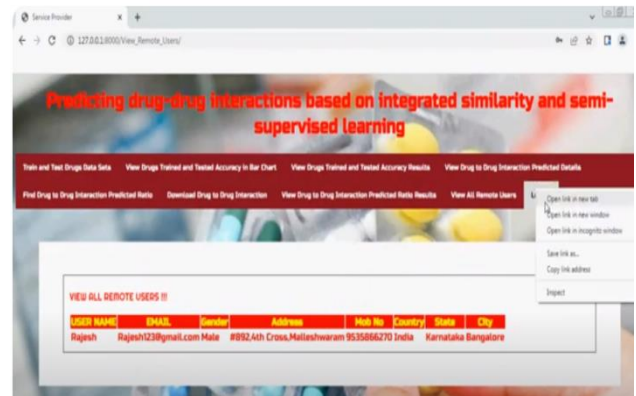 Service Provider
127.0.0.1:8000/View_Remote_Users/
Predicting drug-drug interactions based on integrated similarity and semi-
supervised learning
Train and Test Drugs Data Sets View Drugs Trained and Tested Accuracy in Bar Chart View Drugs Trained and Tested Accuracy Results View Drug to Drug Interaction Predicted Details
Find Drug to Drug Interaction Predicted Ratio Download Drug to Drug Interaction View Drug to Drug Interaction Predicted Ratio Results View All Remote Users
Open link in new tab
Open link in new window
Open link in incognito window
Save link as...
Copy link address
Inspect
VIEW ALL REMOTE USERS !!!
USER NAME EMAIL Gender Address Mob No Country State City
Rajesh Rajesh123@gmail.com Male #892,4th Cross,Malleshwaram 9535866270 India Karnataka Bangalore